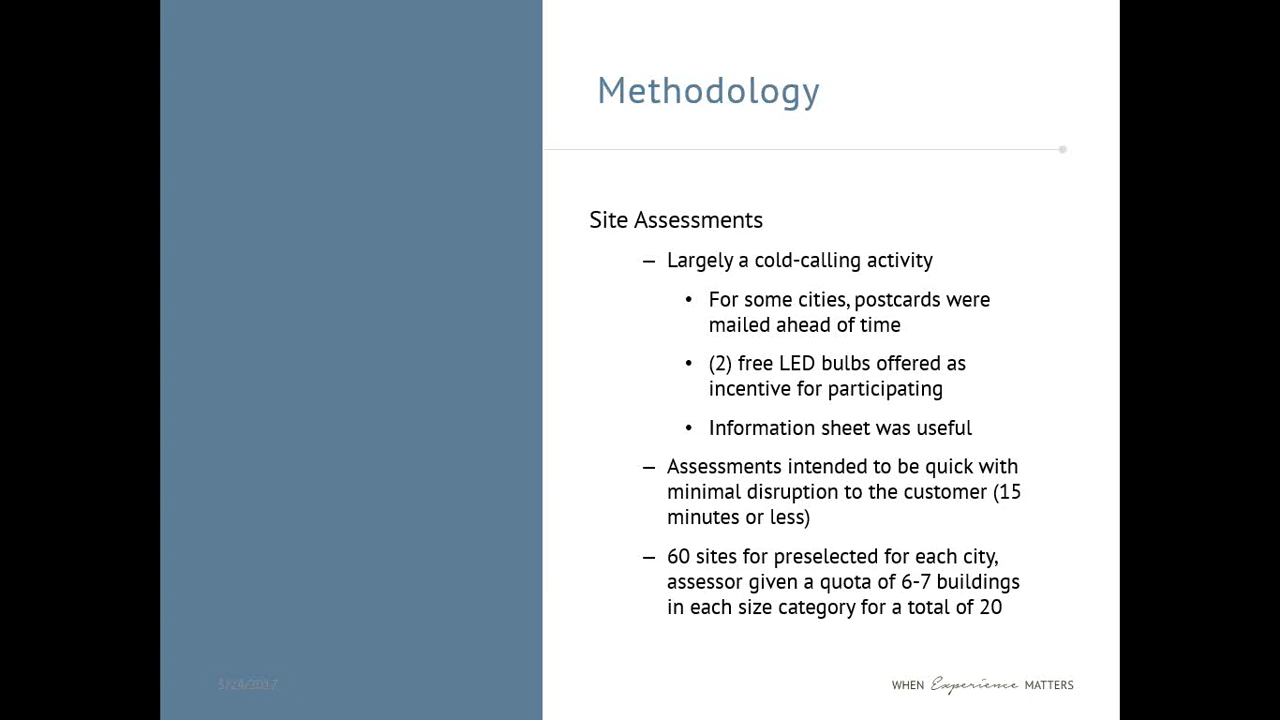 Methodology
Site Assessments
– Largely a cold-calling activity
• For some cities, postcards were
mailed ahead of time
• (2) free LED bulbs offered as
incentive for participating
• Information sheet was useful
– Assessments intended to be quick with
minimal disruption to the customer (15
minutes or less)
– 60 sites for preselected for each city,
assessor given a quota of 6-7 buildings
in each size category for a total of 20
5/24/2017
WHEN Experience MATTERS